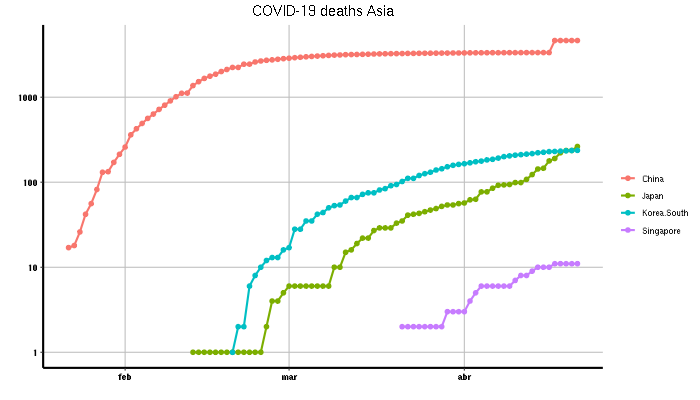 COVID-19 deaths Asia
1000
100
10
1
feb mar abr
China
Japan
Korea.South
Singapore